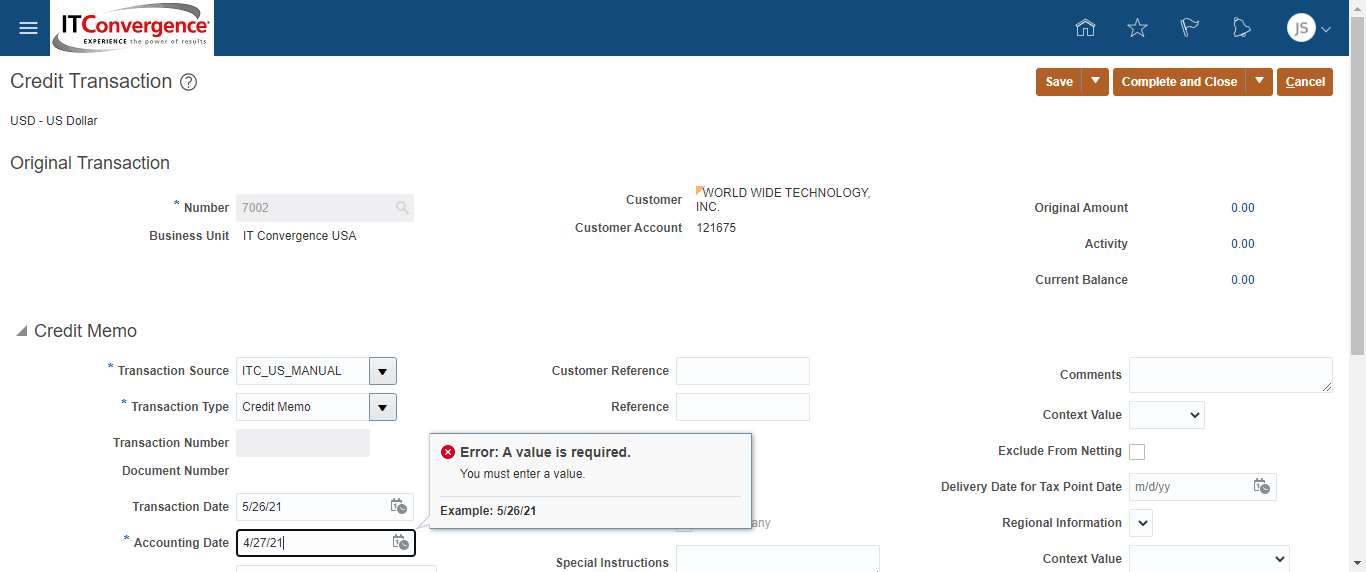 ITConvergence
EXPERIENCE the power of results
JS
Credit Transaction ?
Save
Complete and Close
Cancel
USD - US Dollar
Original Transaction
* Number 7002
Business Unit IT Convergence USA
Customer WORLD WIDE TECHNOLOGY,
INC.
Customer Account 121675
Original Amount 0.00
Activity 0.00
Current Balance 0.00
Credit Memo
* Transaction Source ITC_US_MANUAL
* Transaction Type Credit Memo
Transaction Number
Document Number
Transaction Date 5/26/21
* Accounting Date 4/27/21
Customer Reference
Reference
Error: A value is required.
You must enter a value.
Example: 5/26/21
any
Special Instructions
Comments
Context Value
Exclude From Netting
Delivery Date for Tax Point Date m/d/yy
Regional Information
Context Value